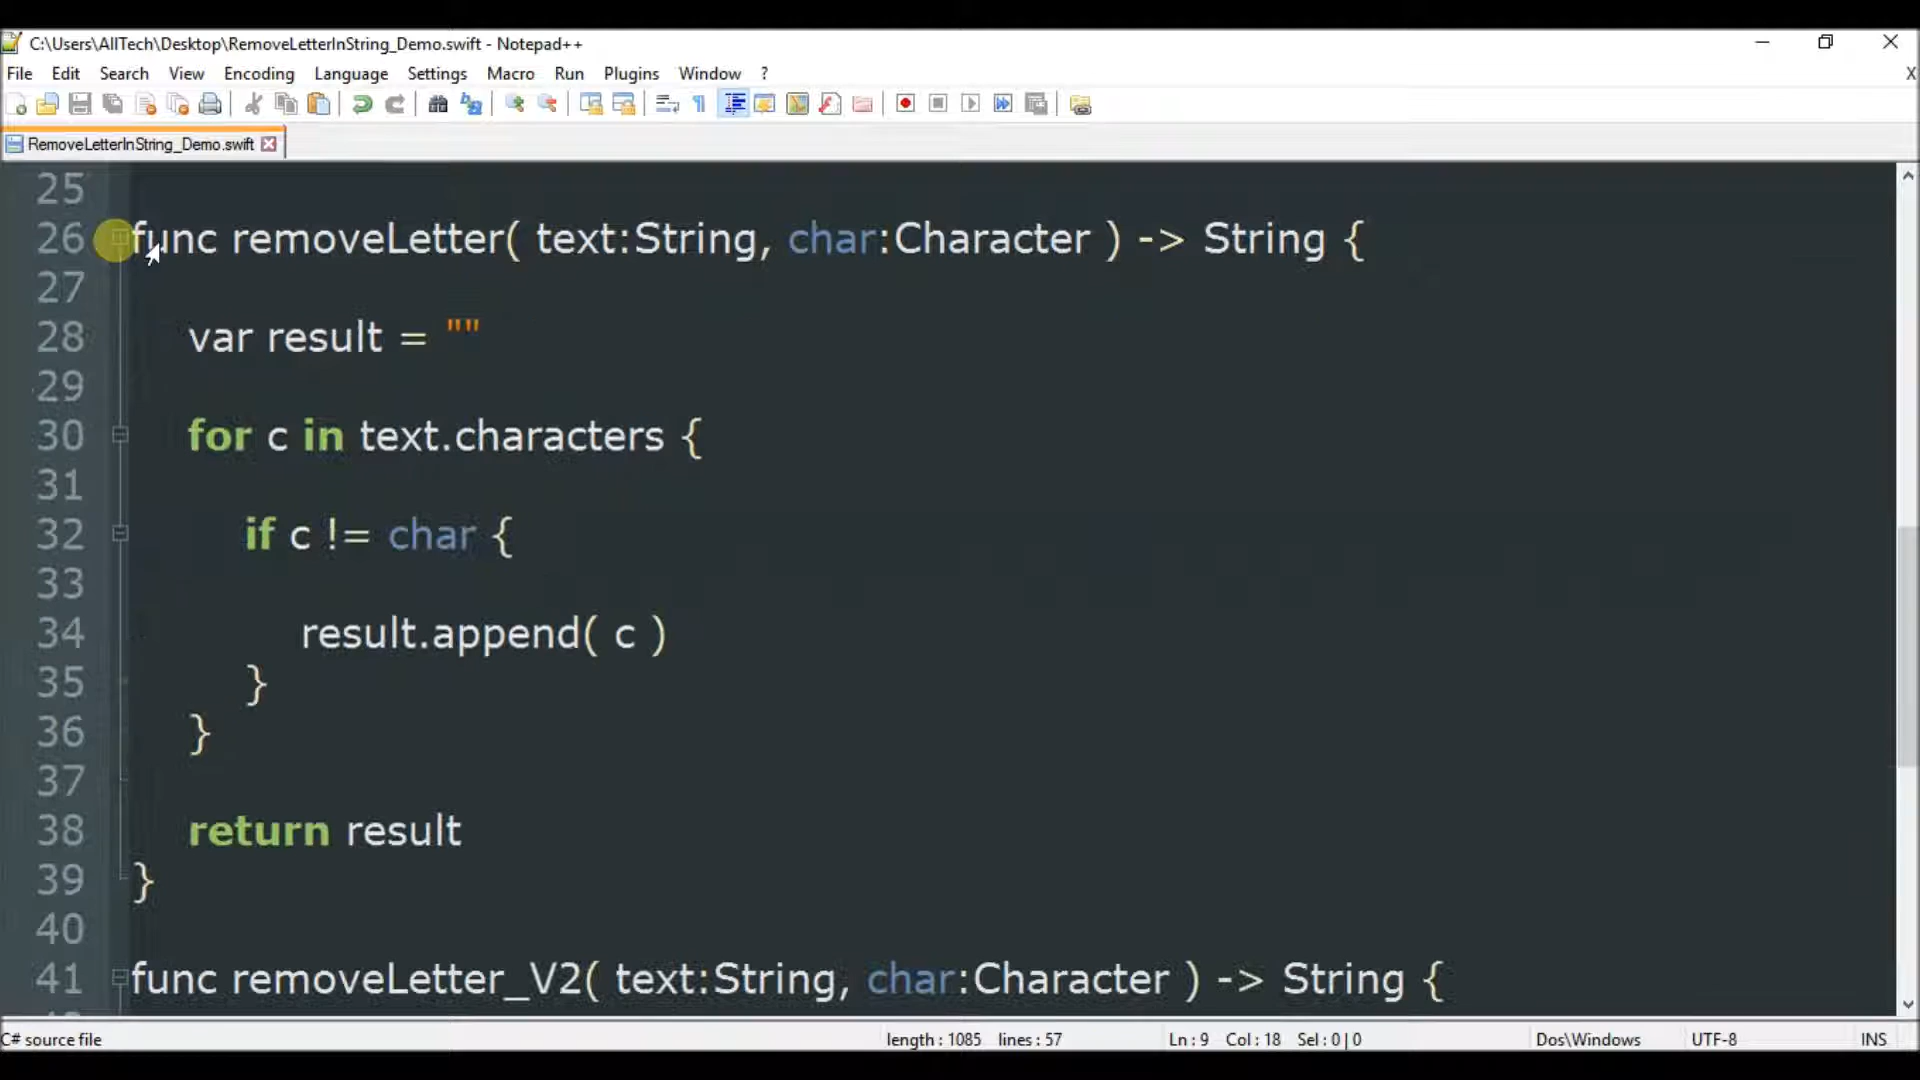 C:\Users\AllTech\Desktop\RemoveLetterInString_Demo.swift - Notepad++
File Edit Search View Encoding Language Settings Macro Run Plugins Window ? X
RemoveLetterInString_Demo.swift
25
26 func removeLetter( text:String, char:Character ) -> String {
27
28 var result = ""
29
30 for c in text.characters {
31
32 if c != char {
33
34 result.append( c )
35 }
36 }
37
38 return result
39 }
40
41 func removeLetter_V2( text:String, char:Character ) -> String {
C# source file length : 1085 lines : 57 Ln : 9 Col : 18 Sel : 0 | 0 Dos\Windows UTF-8 INS